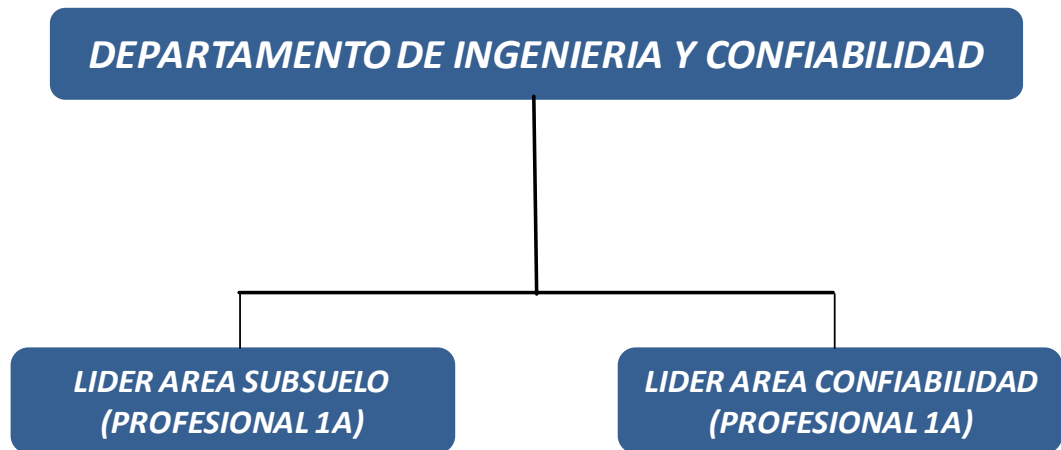 DEPARTAMENTO DE INGENIERIA Y CONFIABILIDAD
LIDER AREA SUBSUELO
(PROFESIONAL 1A)
LIDER AREA CONFIABILIDAD
(PROFESIONAL 1A)